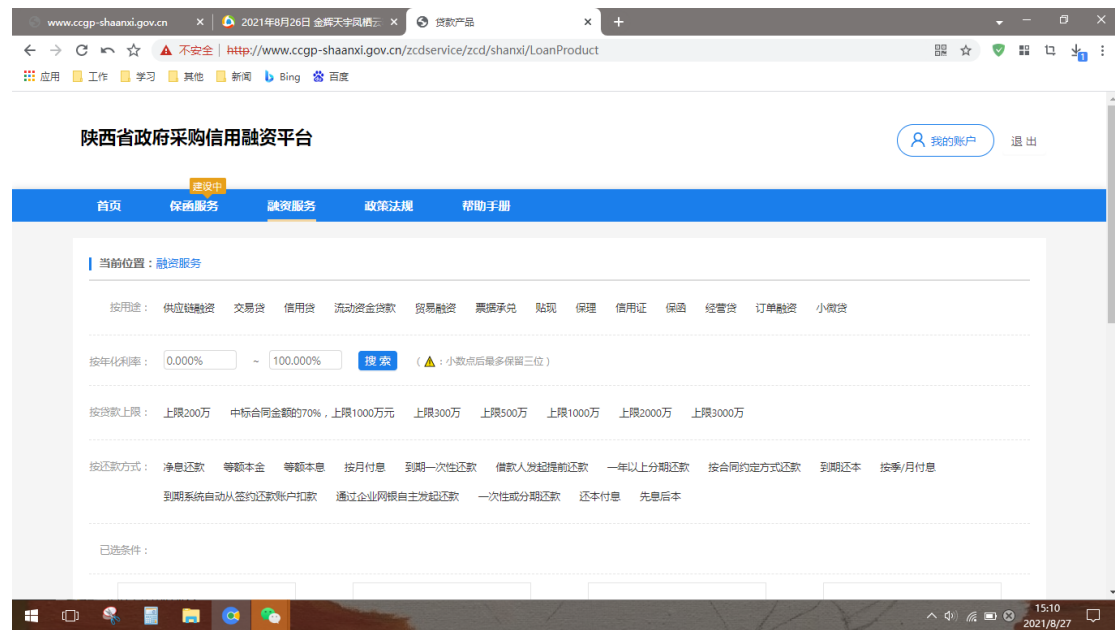 www.ccgp-shaanxi.gov.cn
2021年8月26日 金辉天宇凤栖云
贷款产品
不安全 | http://www.ccgp-shaanxi.gov.cn/zcdservice/zcd/shanxi/LoanProduct
应用 工作 学习 其他 新闻 Bing 百度
陕西省政府采购信用融资平台
我的账户 退出
建设中
首页 保函服务 融资服务 政策法规 帮助手册
当前位置：融资服务
按用途： 供应链融资 交易贷 信用贷 流动资金贷款 贸易融资 票据承兑 贴现 保理 信用证 保函 经营贷 订单融资 小微贷
按年化利率： 0.000% ~ 100.000% 搜索 （ ：小数点后最多保留三位）
按贷款上限： 上限200万 中标合同金额的70%，上限1000万元 上限300万 上限500万 上限1000万 上限2000万 上限3000万
按还款方式： 净息还款 等额本金 等额本息 按月付息 到期一次性还款 借款人发起提前还款 一年以上分期还款 按合同约定方式还款 到期还本 按季/月付息
到期系统自动从签约还款账户扣款 通过企业网银自主发起还款 一次性或分期还款 还本付息 先息后本
已选条件：
15:10
2021/8/27